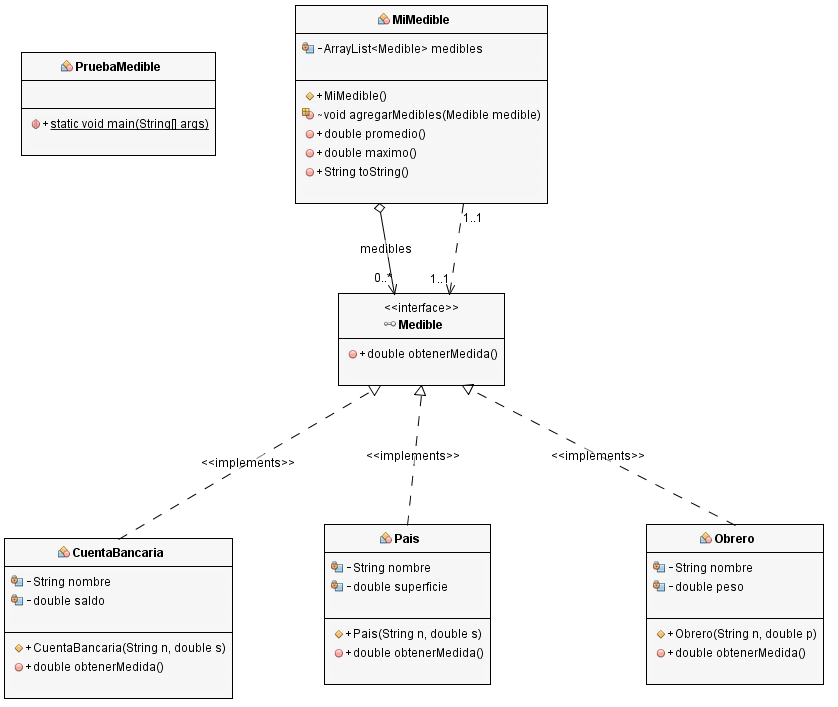 MiMedible
- ArrayList<Medible> medibles
+ MiMedible()
~ void agregarMedibles(Medible medible)
+ double promedio()
+ double maximo()
+ String toString()
PruebaMedible
+ static void main(String[] args)
1..1
medibles
0..*
1..1
<<interface>>
Medible
+ double obtenerMedida()
<<implements>>
<<implements>>
<<implements>>
CuentaBancaria
- String nombre
- double saldo
+ CuentaBancaria(String n, double s)
+ double obtenerMedida()
Pais
- String nombre
- double superficie
+ Pais(String n, double s)
+ double obtenerMedida()
Obrero
- String nombre
- double peso
+ Obrero(String n, double p)
+ double obtenerMedida()